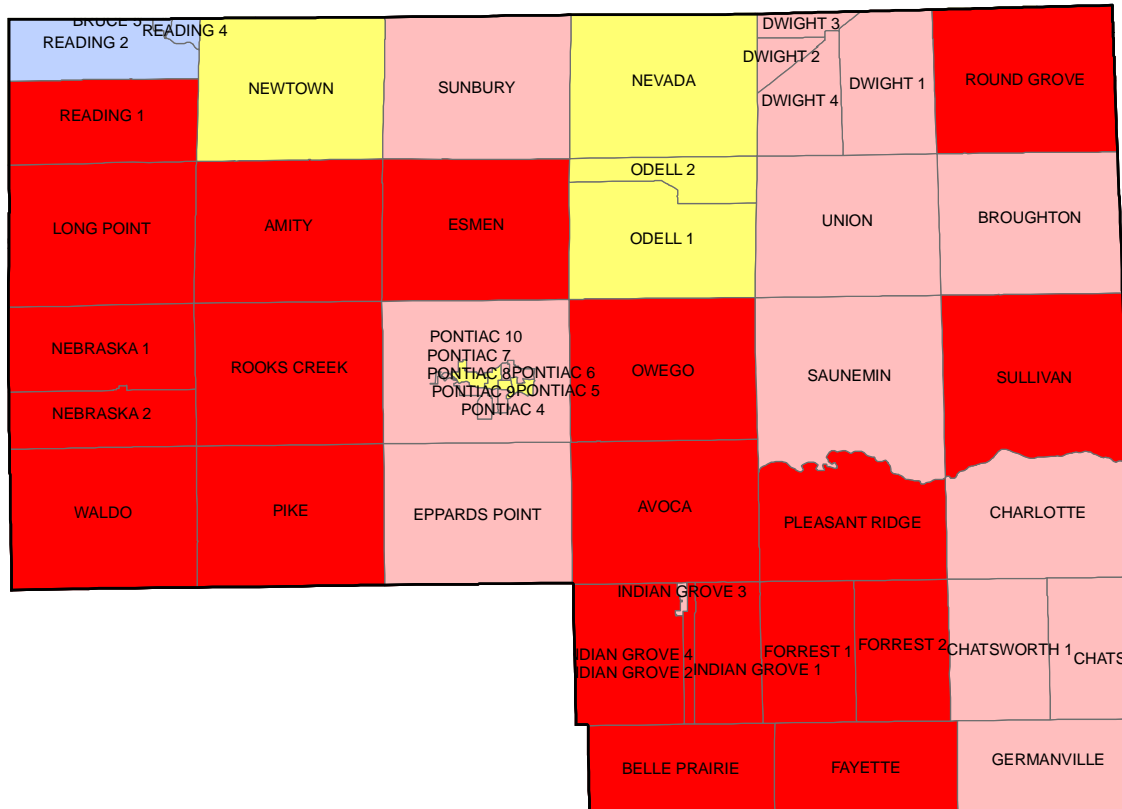 BRUCE 3
READING 4
READING 2
DWIGHT 3
DWIGHT 2
DWIGHT 1
DWIGHT 4
NEWTOWN
SUNBURY
NEVADA
ROUND GROVE
READING 1
ODELL 2
LONG POINT
AMITY
ESMEN
ODELL 1
UNION
BROUGHTON
PONTIAC 10
NEBRASKA 1
PONTIAC 7
ROOKS CREEK
PONTIAC 8
PONTIAC 6
OWEGO
SAUNEMIN
SULLIVAN
PONTIAC 9
PONTIAC 5
NEBRASKA 2
PONTIAC 4
WALDO
PIKE
EPPARDS POINT
AVOCA
PLEASANT RIDGE
CHARLOTTE
INDIAN GROVE 3
NDIAN GROVE 4
FORREST 1
FORREST 2
CHATSWORTH 1
CHATS
NDIAN GROVE 2
INDIAN GROVE 1
BELLE PRAIRIE
FAYETTE
GERMANVILLE